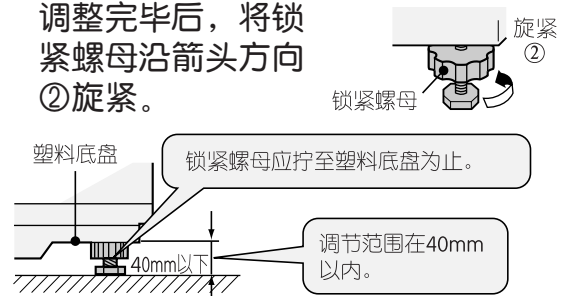 调整完毕后，将锁
紧螺母沿箭头方向
②旋紧。
旋紧
②
锁紧螺母
塑料底盘
锁紧螺母应拧至塑料底盘为止。
40mm以下
调节范围在40mm
以内。